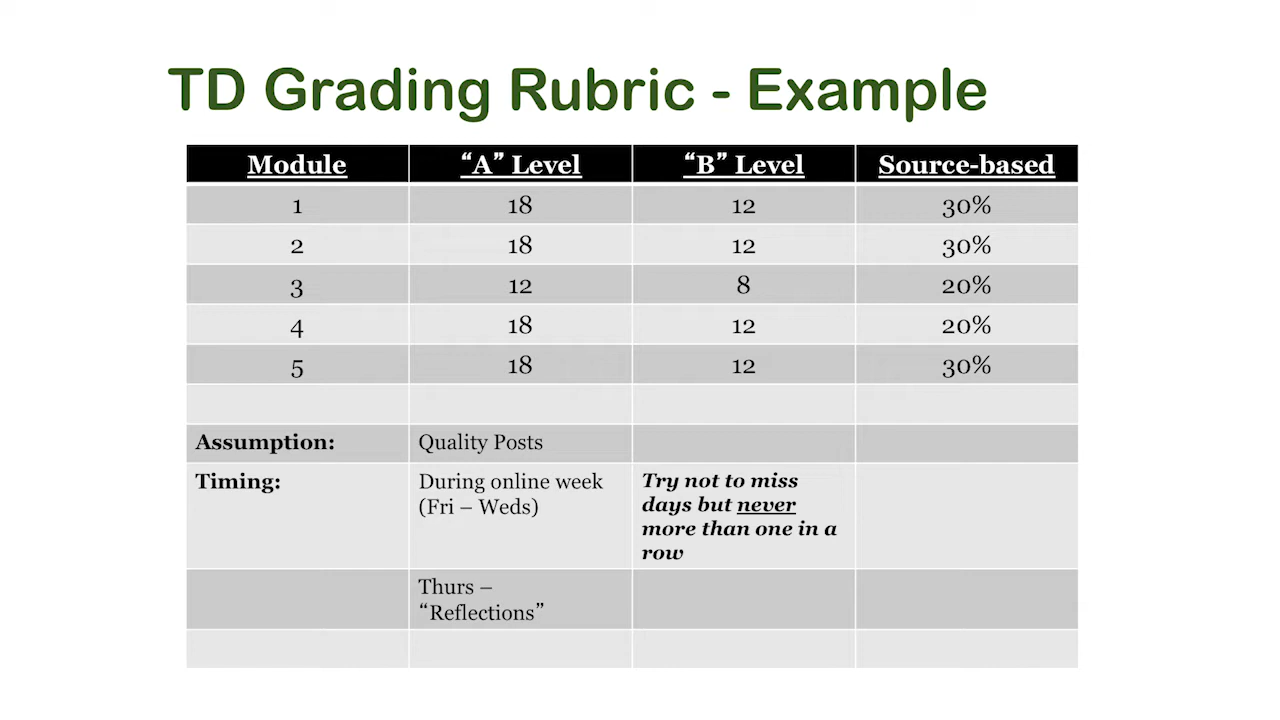 TD Grading Rubric - Example
Module “A” Level “B” Level Source-based
1 18 12 30%
2 18 12 30%
3 12 8 20%
4 18 12 20%
5 18 12 30%
Assumption: Quality Posts
Timing: During online week
(Fri – Weds)
Try not to miss
days but never
more than one in a
row
Thurs –
“Reflections”